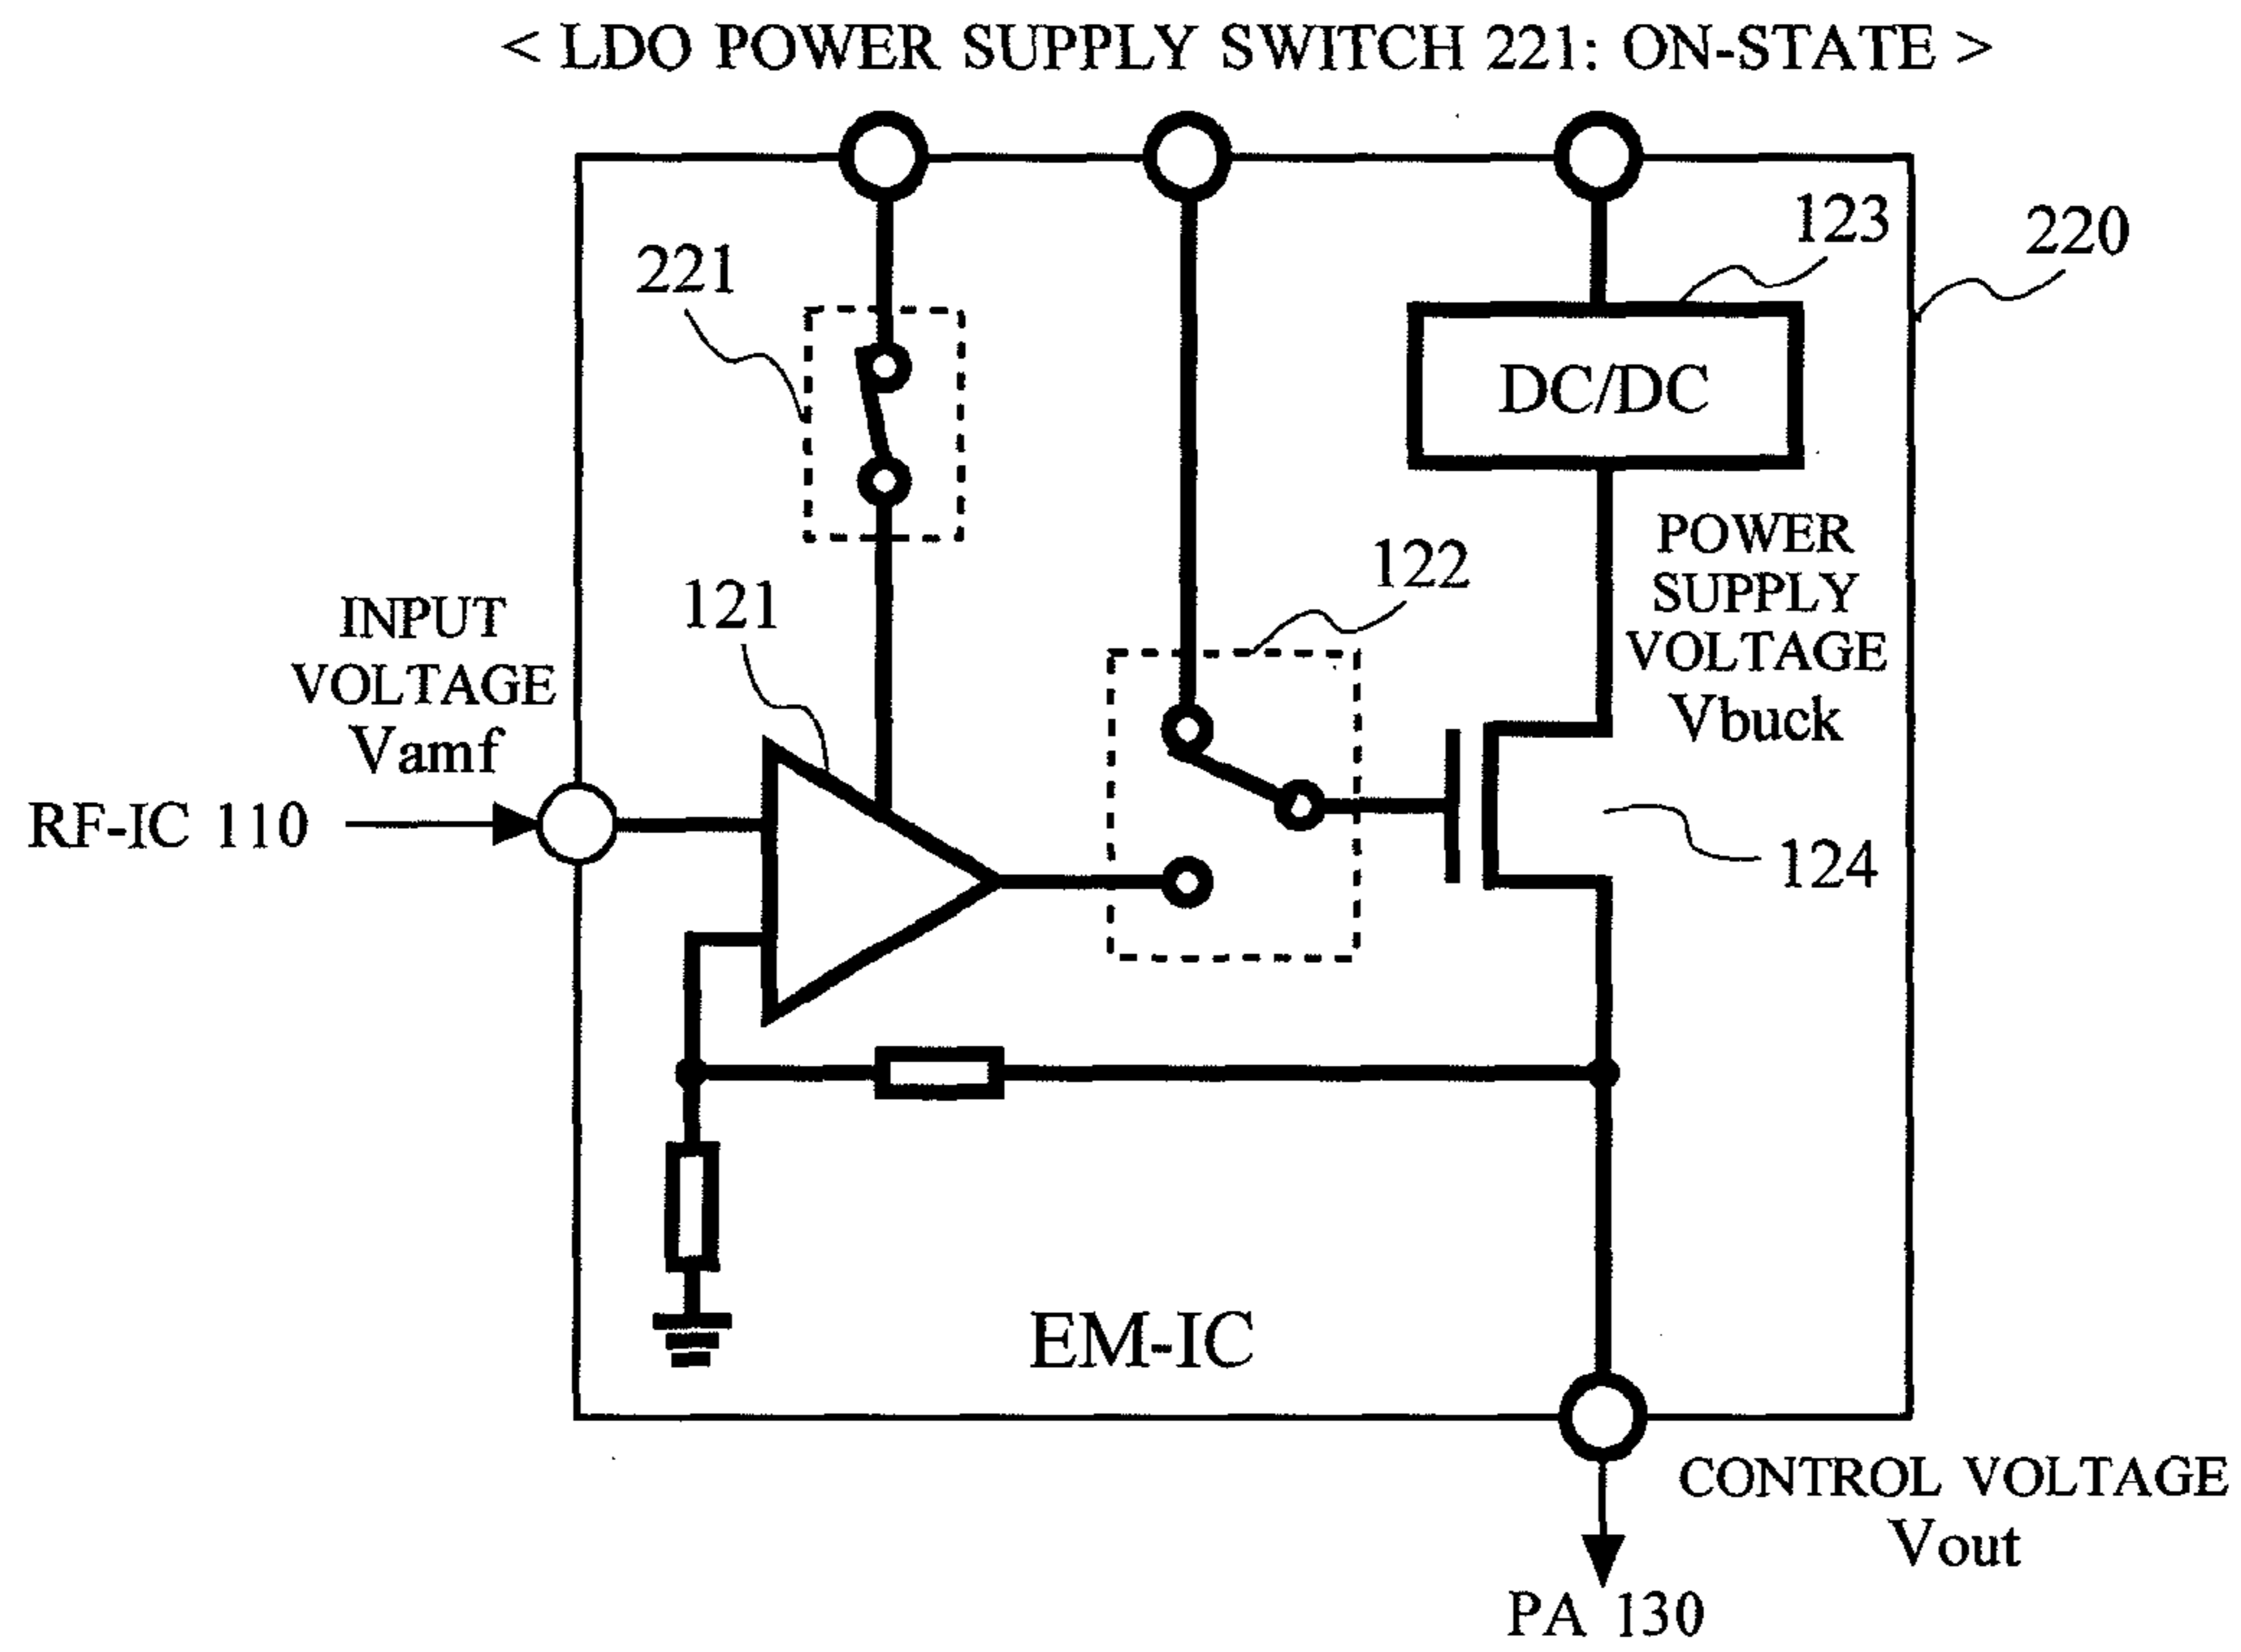 < LDO POWER SUPPLY SWITCH 221: ON-STATE >
123
220
221
DC/DC
POWER
SUPPLY
VOLTAGE
Vbuck
122
121
INPUT
VOLTAGE
Vamf
RF-IC 110
124
EM-IC
CONTROL VOLTAGE
Vout
PA 130